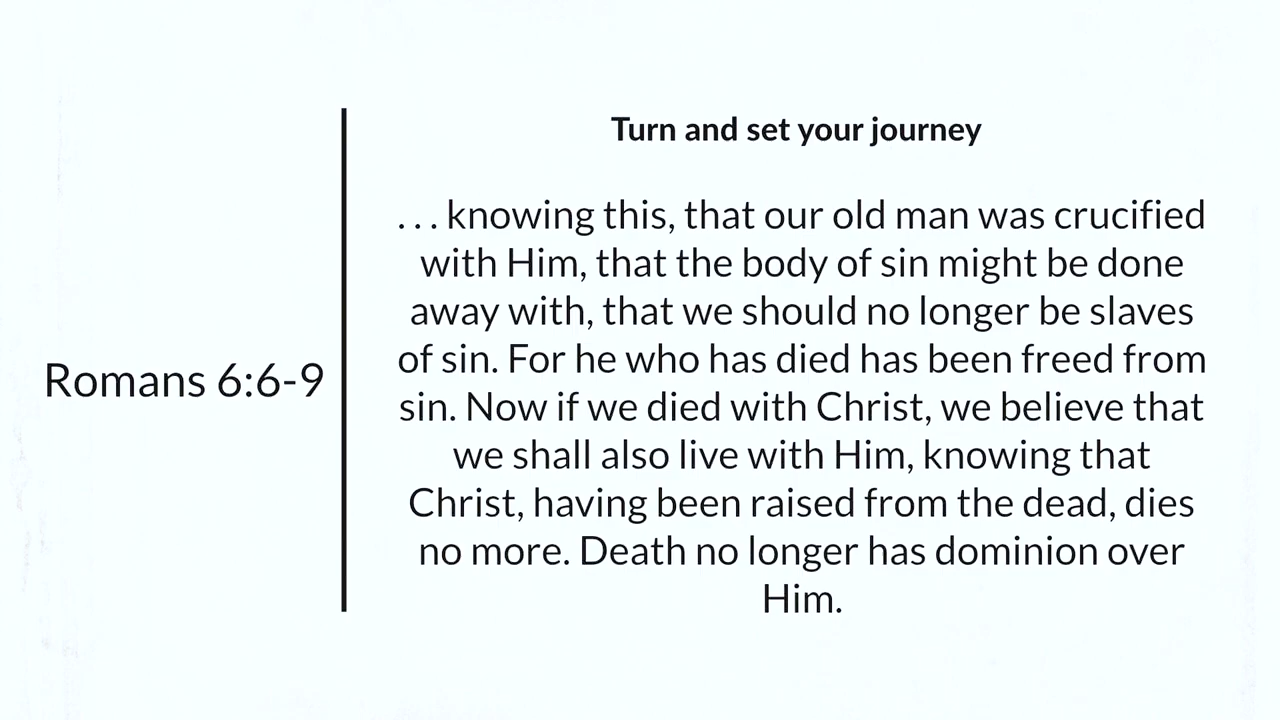 Romans 6:6-9
Turn and set your journey
. . . knowing this, that our old man was crucified
with Him, that the body of sin might be done
away with, that we should no longer be slaves
of sin. For he who has died has been freed from
sin. Now if we died with Christ, we believe that
we shall also live with Him, knowing that
Christ, having been raised from the dead, dies
no more. Death no longer has dominion over
Him.